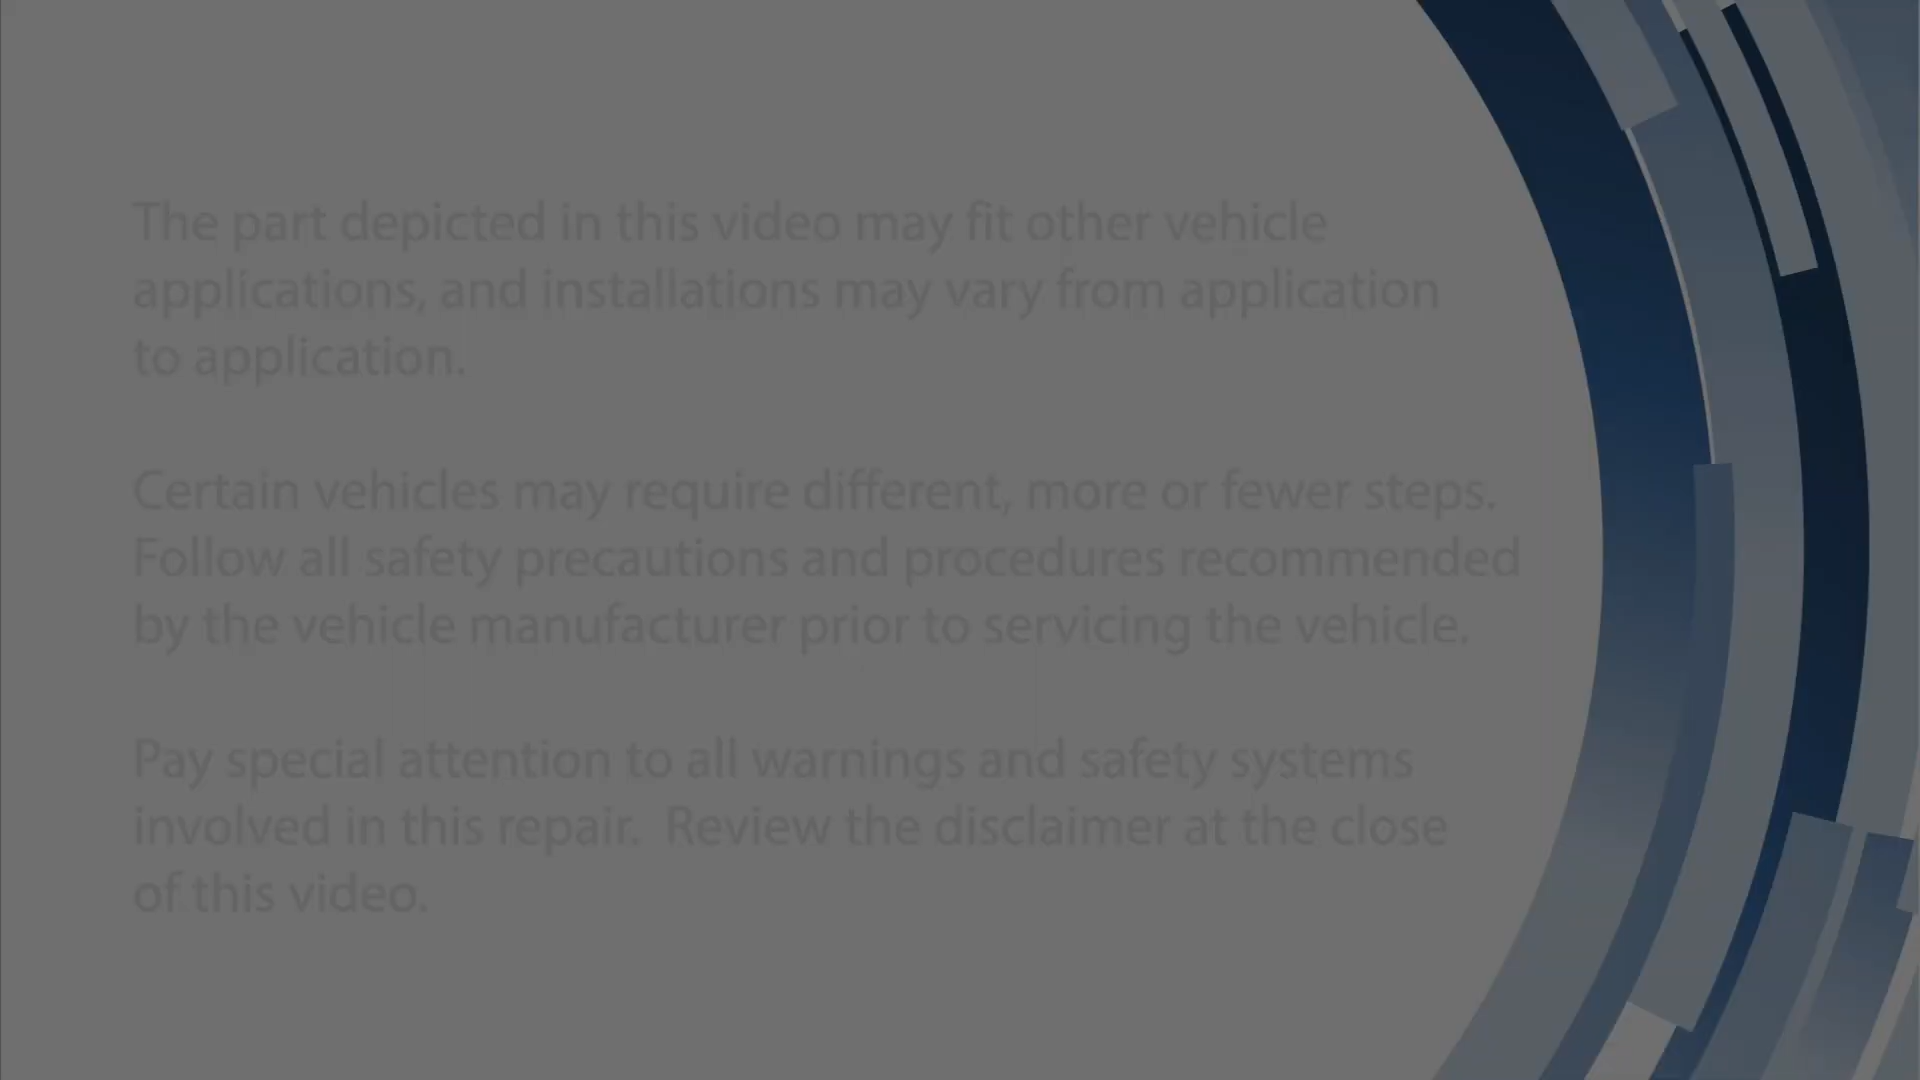 The part depicted in this video may fit other vehicle
applications, and installations may vary from application
to application.
Certain vehicles may require different, more or fewer steps.
Follow all safety precautions and procedures recommended
by the vehicle manufacturer prior to servicing the vehicle.
Pay special attention to all warnings and safety systems
involved in this repair.  Review the disclaimer at the close
of this video.